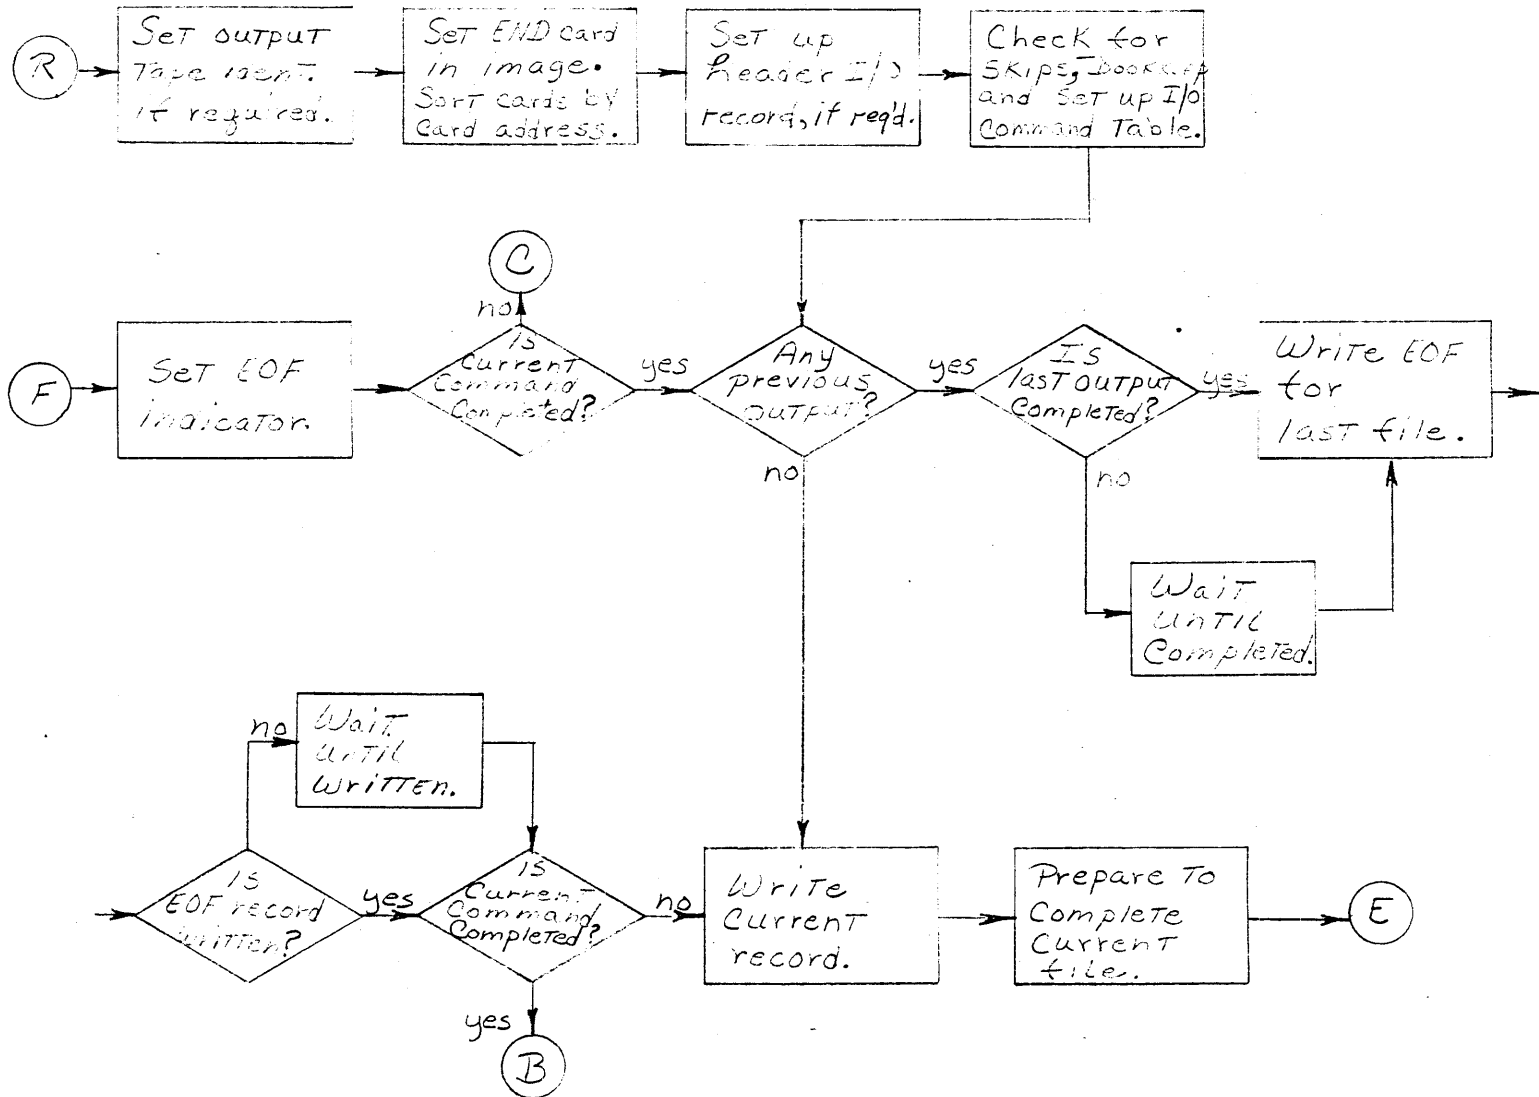 R
Set output
Tape ident.
if required.
Set END card
in image.
Sort cards by
Card address.
Set up
header I/O
record, if req'd.
Check for
skips,
and set up I/O
Command Table.
C
no
F
Set EOF
indicator.
Is
Current
Command
Completed?
yes
Any
previous
output?
yes
Is
last output
Completed?
yes
Write EOF
for
last file.
no
no
Wait
until
Completed.
no
Wait
until
written.
Is
EOF record
written?
yes
Is
Current
Command
Completed?
no
Write
Current
record.
Prepare to
Complete
Current
file.
E
yes
B